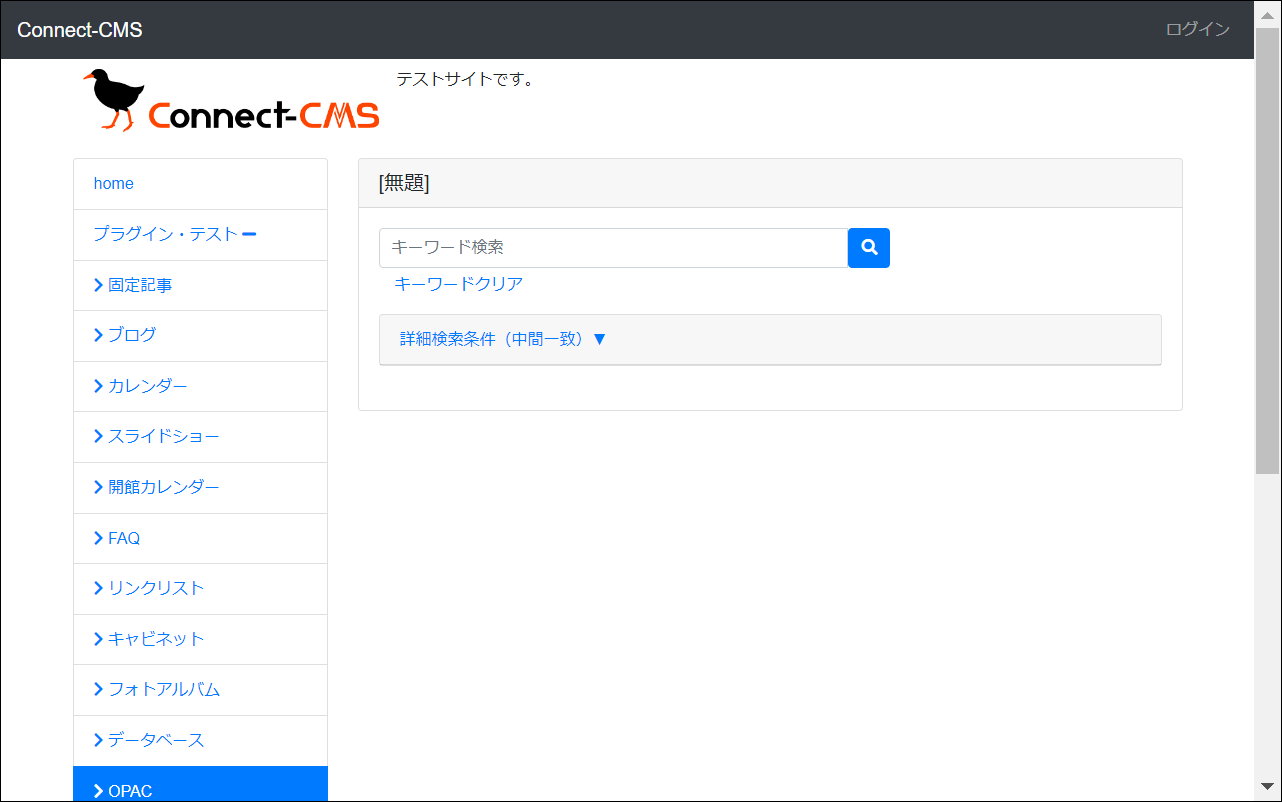 Connect-CMS
ログイン
Connect-CMS
テストサイトです。
home
プラグイン・テスト
固定記事
ブログ
カレンダー
スライドショー
開館カレンダー
FAQ
リンクリスト
キャビネット
フォトアルバム
データベース
OPAC
[無題]
キーワード検索
キーワードクリア
詳細検索条件（中間一致）▼